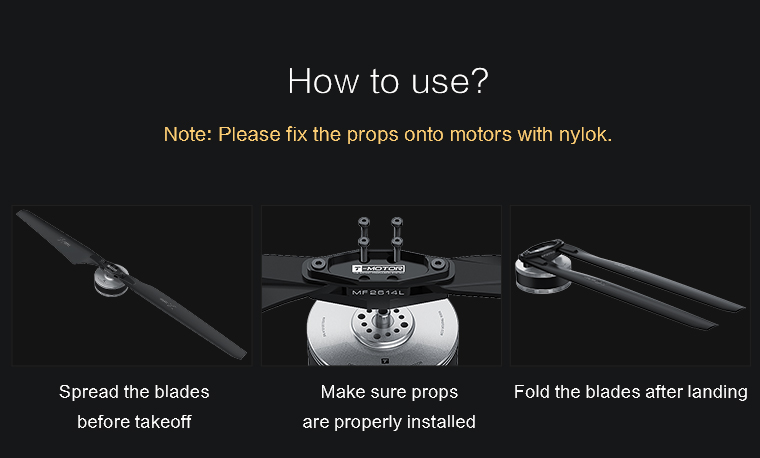 How to use?
Note: Please fix the props onto motors with nylok.
T-MOTOR
MF2614L
Spread the blades
before takeoff
Make sure props
are properly installed
Fold the blades after landing